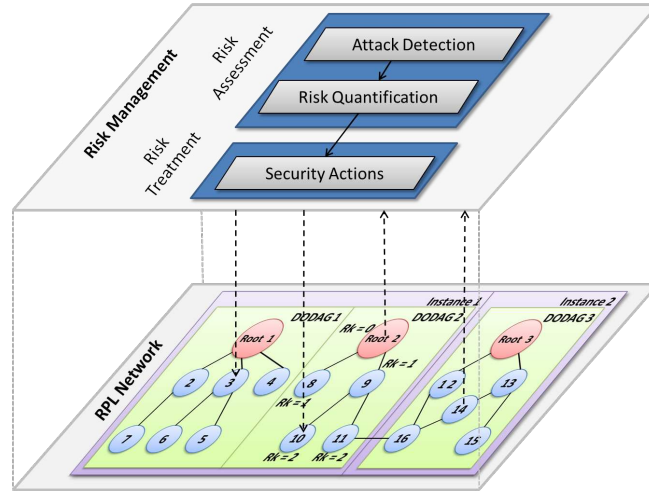 Risk Management
Risk
Assessment
Attack Detection
Risk Quantification
Risk
Treatment
Security Actions
RPL Network
Instance 1
Instance 2
DODAG 1
DODAG 2
DODAG 3
Root 1
Rk = 0
Root 2
Root 3
Rk = 1
2
3
4
8
9
12
13
Rk = 1
14
7
6
5
10
11
16
15
Rk = 2
Rk = 2